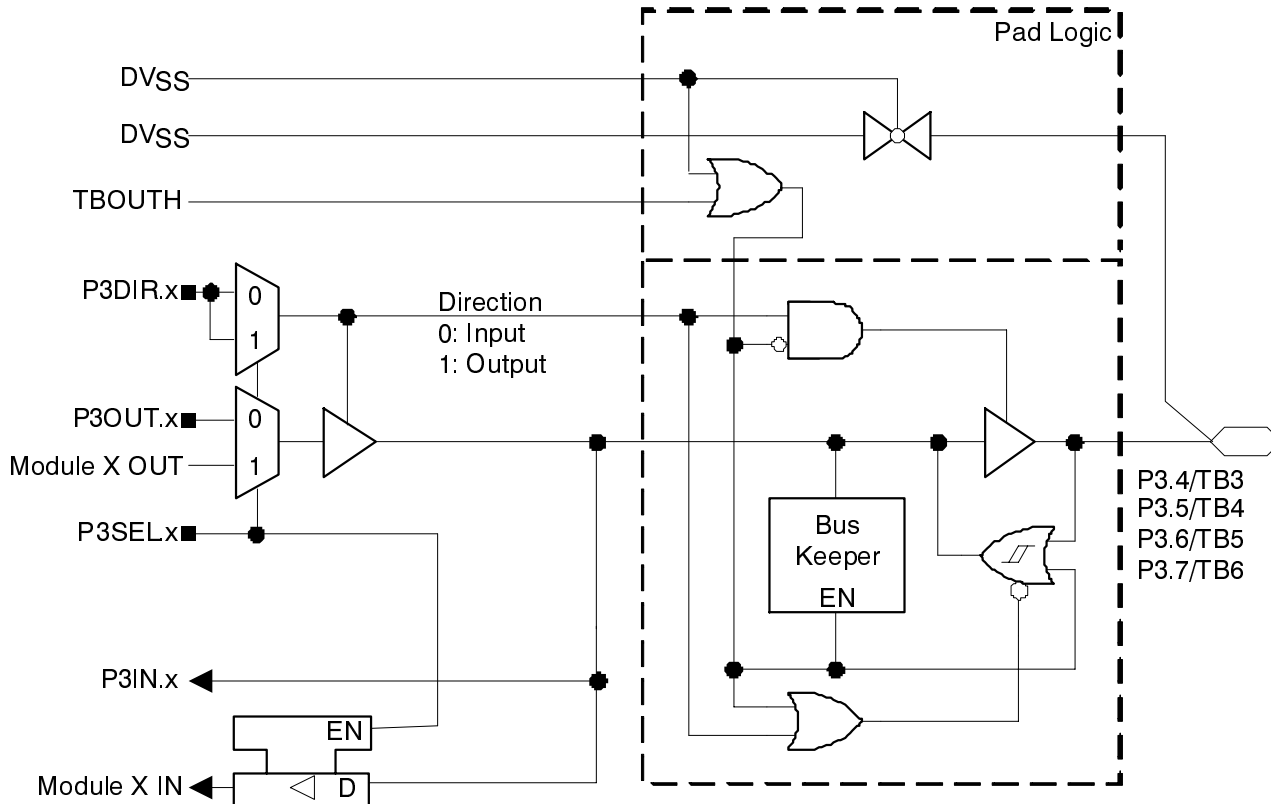 Pad Logic
DVSS
DVSS
TBOUTH
P3DIR.x
0
1
Direction
0: Input
1: Output
P3OUT.x
0
Module X OUT
1
P3SEL.x
P3.4/TB3
P3.5/TB4
P3.6/TB5
P3.7/TB6
Bus
Keeper
EN
P3IN.x
EN
Module X IN
D